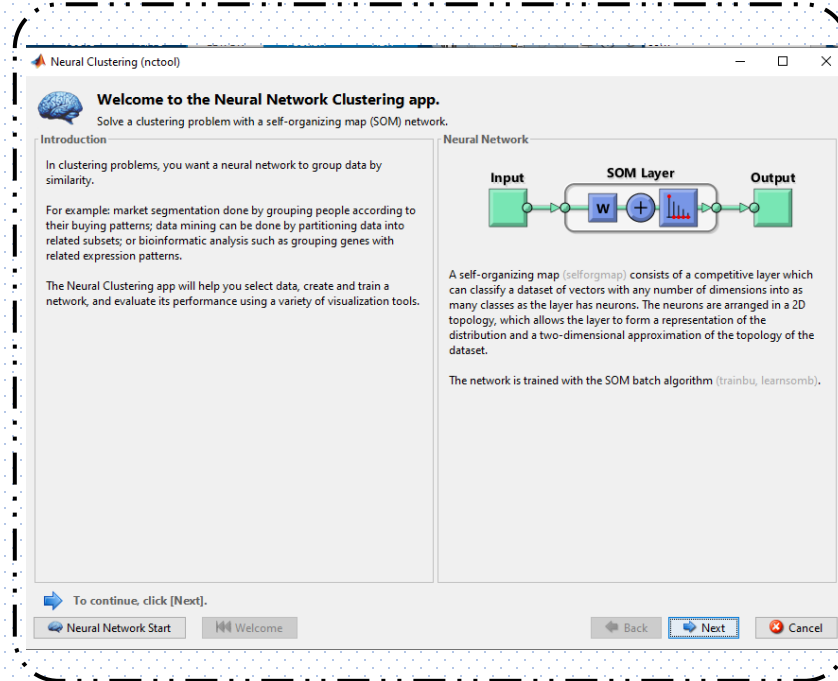 Neural Clustering (nctool)
Welcome to the Neural Network Clustering app.
Solve a clustering problem with a self-organizing map (SOM) network.
Introduction
In clustering problems, you want a neural network to group data by
similarity.
For example: market segmentation done by grouping people according to
their buying patterns; data mining can be done by partitioning data into
related subsets; or bioinformatic analysis such as grouping genes with
related expression patterns.
The Neural Clustering app will help you select data, create and train a
network, and evaluate its performance using a variety of visualization tools.
Neural Network
Input
SOM Layer
Output
W
+
A self-organizing map (selforgmap) consists of a competitive layer which
can classify a dataset of vectors with any number of dimensions into as
many classes as the layer has neurons. The neurons are arranged in a 2D
topology, which allows the layer to form a representation of the
distribution and a two-dimensional approximation of the topology of the
dataset.
The network is trained with the SOM batch algorithm (trainbu, learnsomb).
To continue, click [Next].
Neural Network Start
Welcome
Back
Next
Cancel